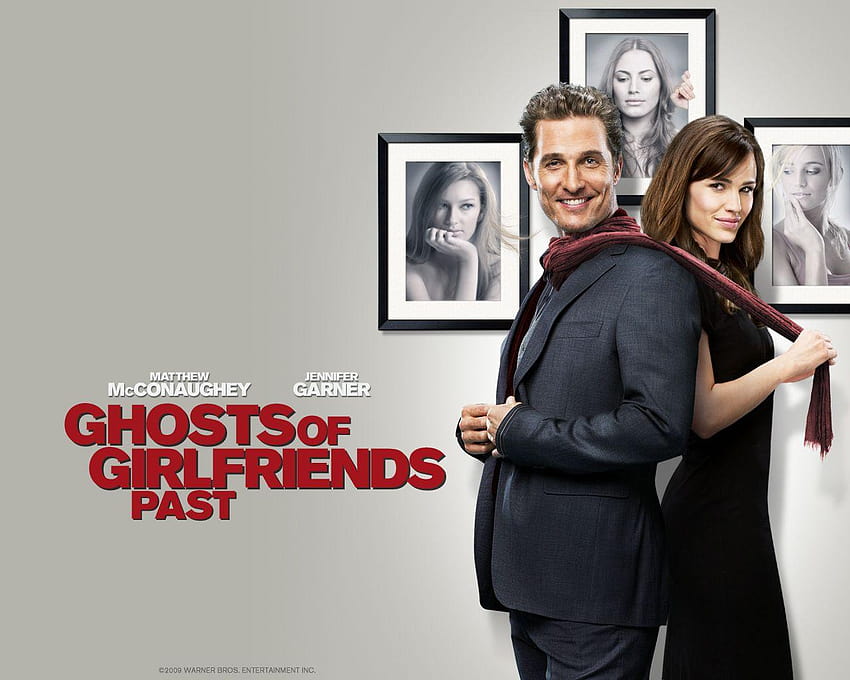 MATTHEW
McCONAUGHEY
JENNIFER
GARNER
GHOSTS OF
GIRLFRIENDS
PAST
©2009 WARNER BROS. ENTERTAINMENT INC.